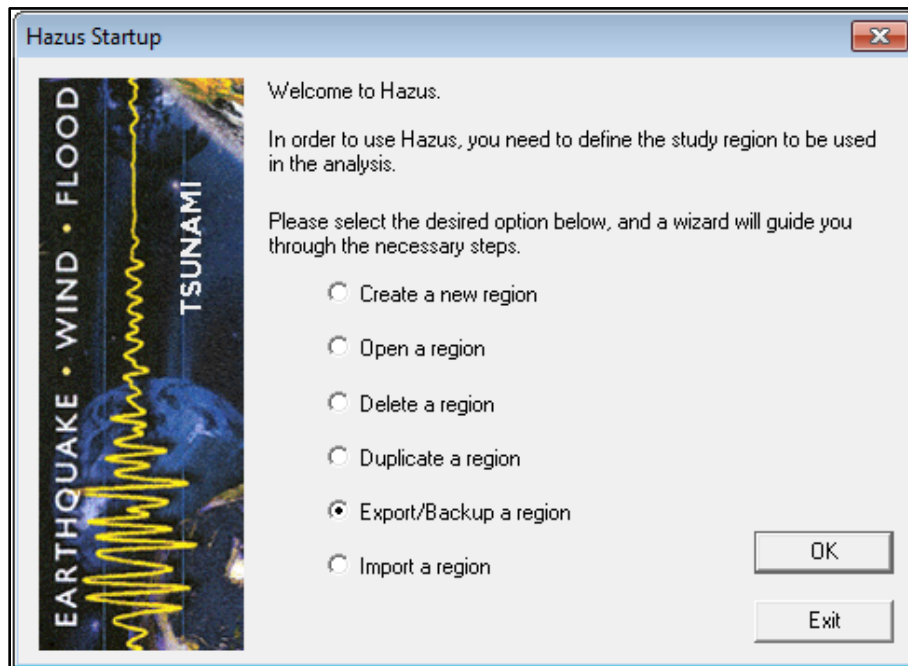 Hazus Startup
EARTHQUAKE • WIND • FLOOD
TSUNAMI
Welcome to Hazus.
In order to use Hazus, you need to define the study region to be used
in the analysis.
Please select the desired option below, and a wizard will guide you
through the necessary steps.
Create a new region
Open a region
Delete a region
Duplicate a region
Export/Backup a region
Import a region
OK
Exit